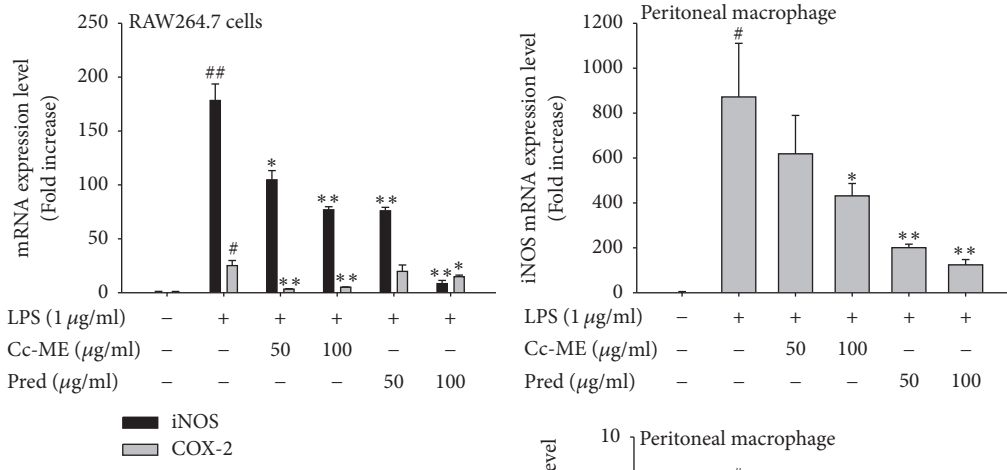 RAW264.7 cells
mRNA expression level
(Fold increase)
250
200
150
100
50
0
##
#
*
**
**
**
**
**
*
LPS (1 μg/ml) − + + + + +
Cc-ME (μg/ml) − − 50 100 − −
Pred (μg/ml) − − − − 50 100
iNOS
COX-2
Peritoneal macrophage
iNOS mRNA expression level
(Fold increase)
1200
1000
800
600
400
200
0
#
*
**
**
LPS (1 μg/ml) − + + + + +
Cc-ME (μg/ml) − − 50 100 − −
Pred (μg/ml) − − − − 50 100
10
Peritoneal macrophage